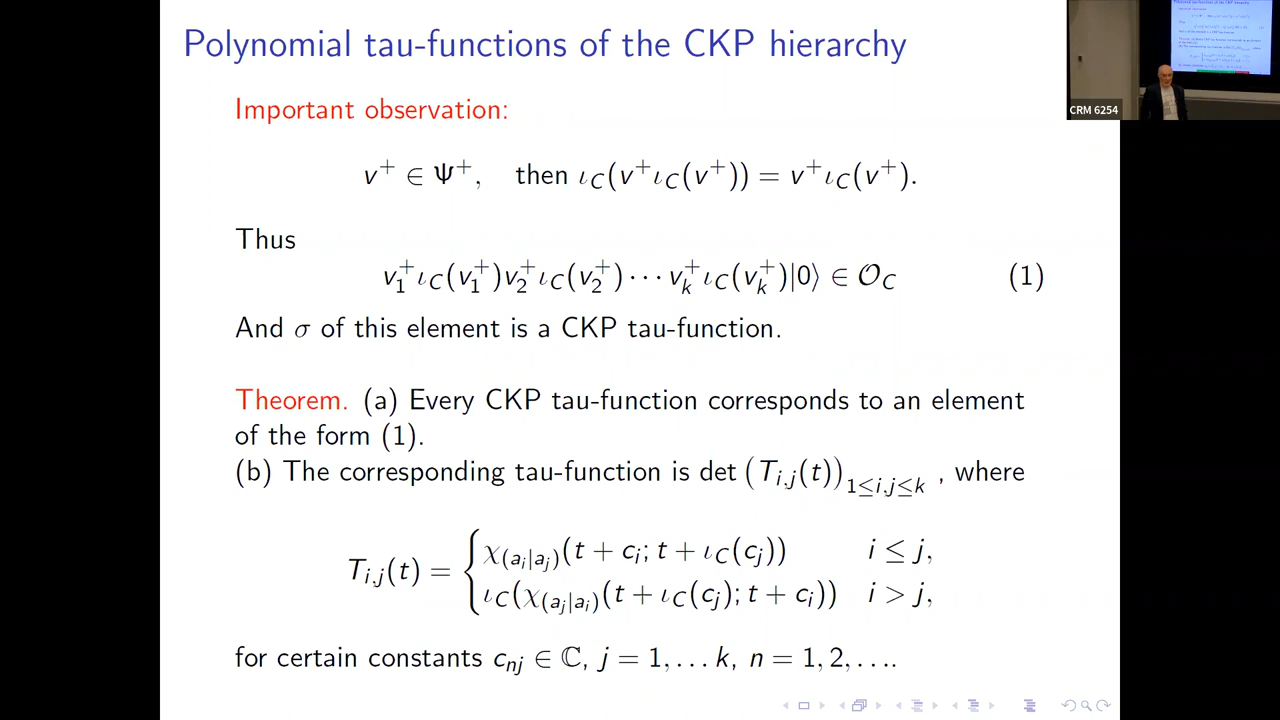 Polynomial tau-functions of the CKP hierarchy
Important observation:
v⁺ ∈ Ψ⁺, then ι_C(v⁺ι_C(v⁺)) = v⁺ι_C(v⁺).
Thus
v₁⁺ι_C(v₁⁺)v₂⁺ι_C(v₂⁺)⋯v_k⁺ι_C(v_k⁺)|0⟩ ∈ 𝒪_C (1)
And σ of this element is a CKP tau-function.
Theorem. (a) Every CKP tau-function corresponds to an element
of the form (1).
(b) The corresponding tau-function is det (T_{i,j}(t))_{1≤i,j≤k} , where
T_{i,j}(t) = { χ_{(a_i|a_j)}(t + c_i; t + ι_C(c_j)) i ≤ j,
ι_C(χ_{(a_j|a_i)}(t + ι_C(c_j); t + c_i)) i > j,
for certain constants c_{nj} ∈ ℂ, j = 1, … k, n = 1, 2, ….
CRM 6254